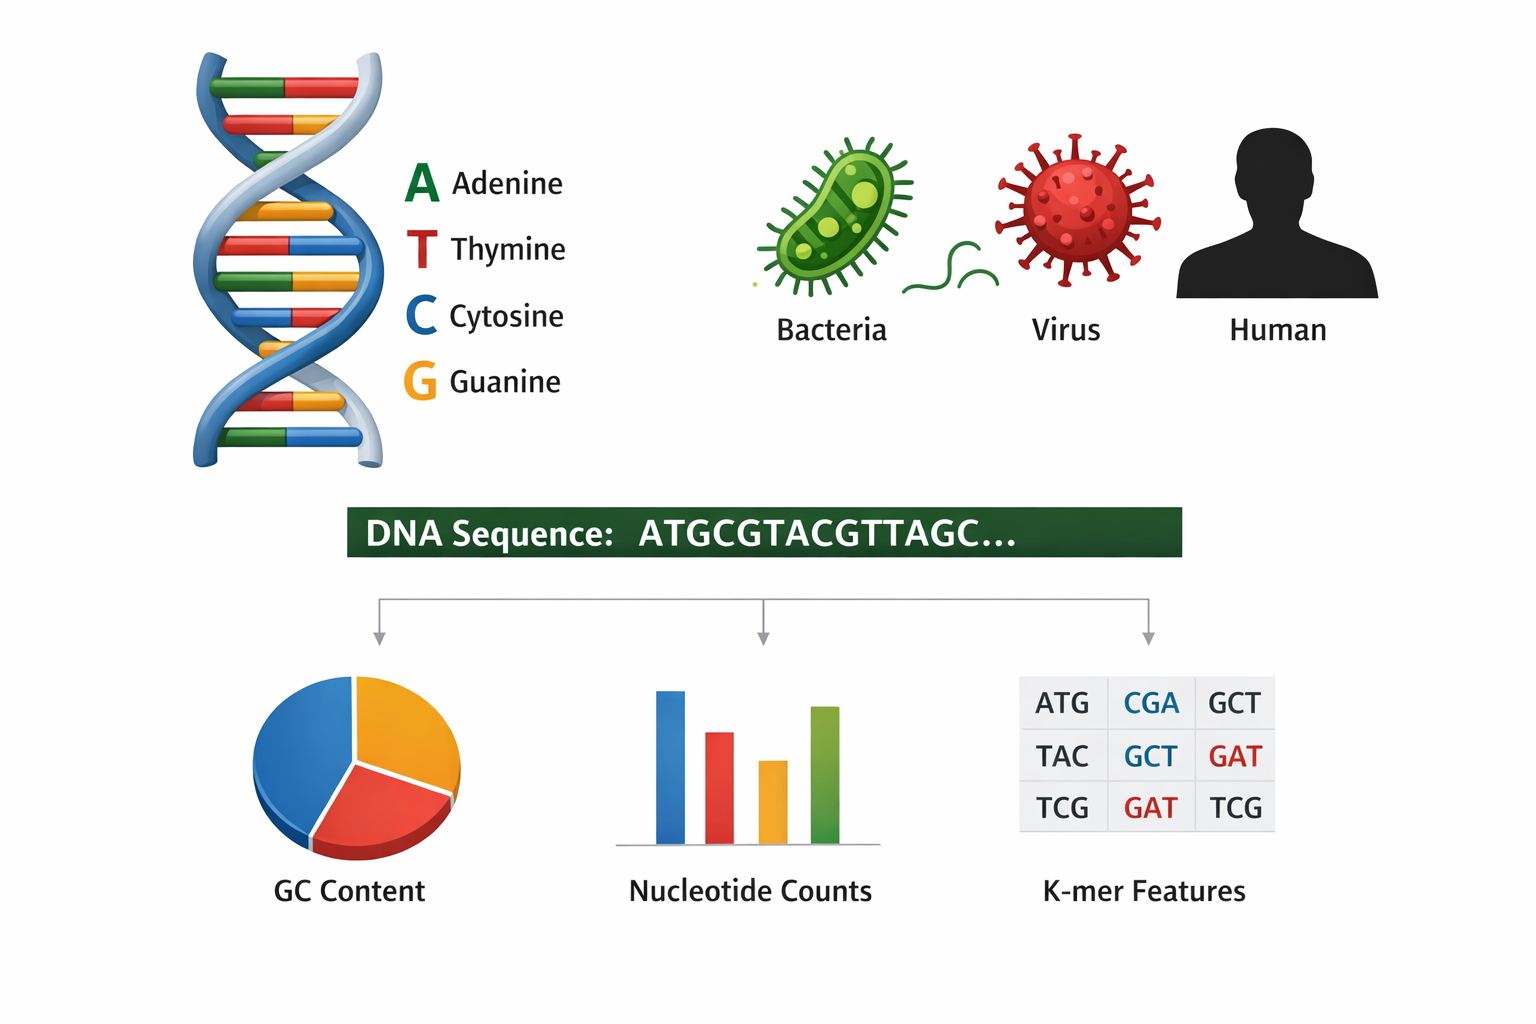 A Adenine
T Thymine
C Cytosine
G Guanine
Bacteria
Virus
Human
DNA Sequence: ATGCGTACGTTAGC...
GC Content
Nucleotide Counts
ATG CGA GCT
TAC GCT GAT
TCG GAT TCG
K-mer Features